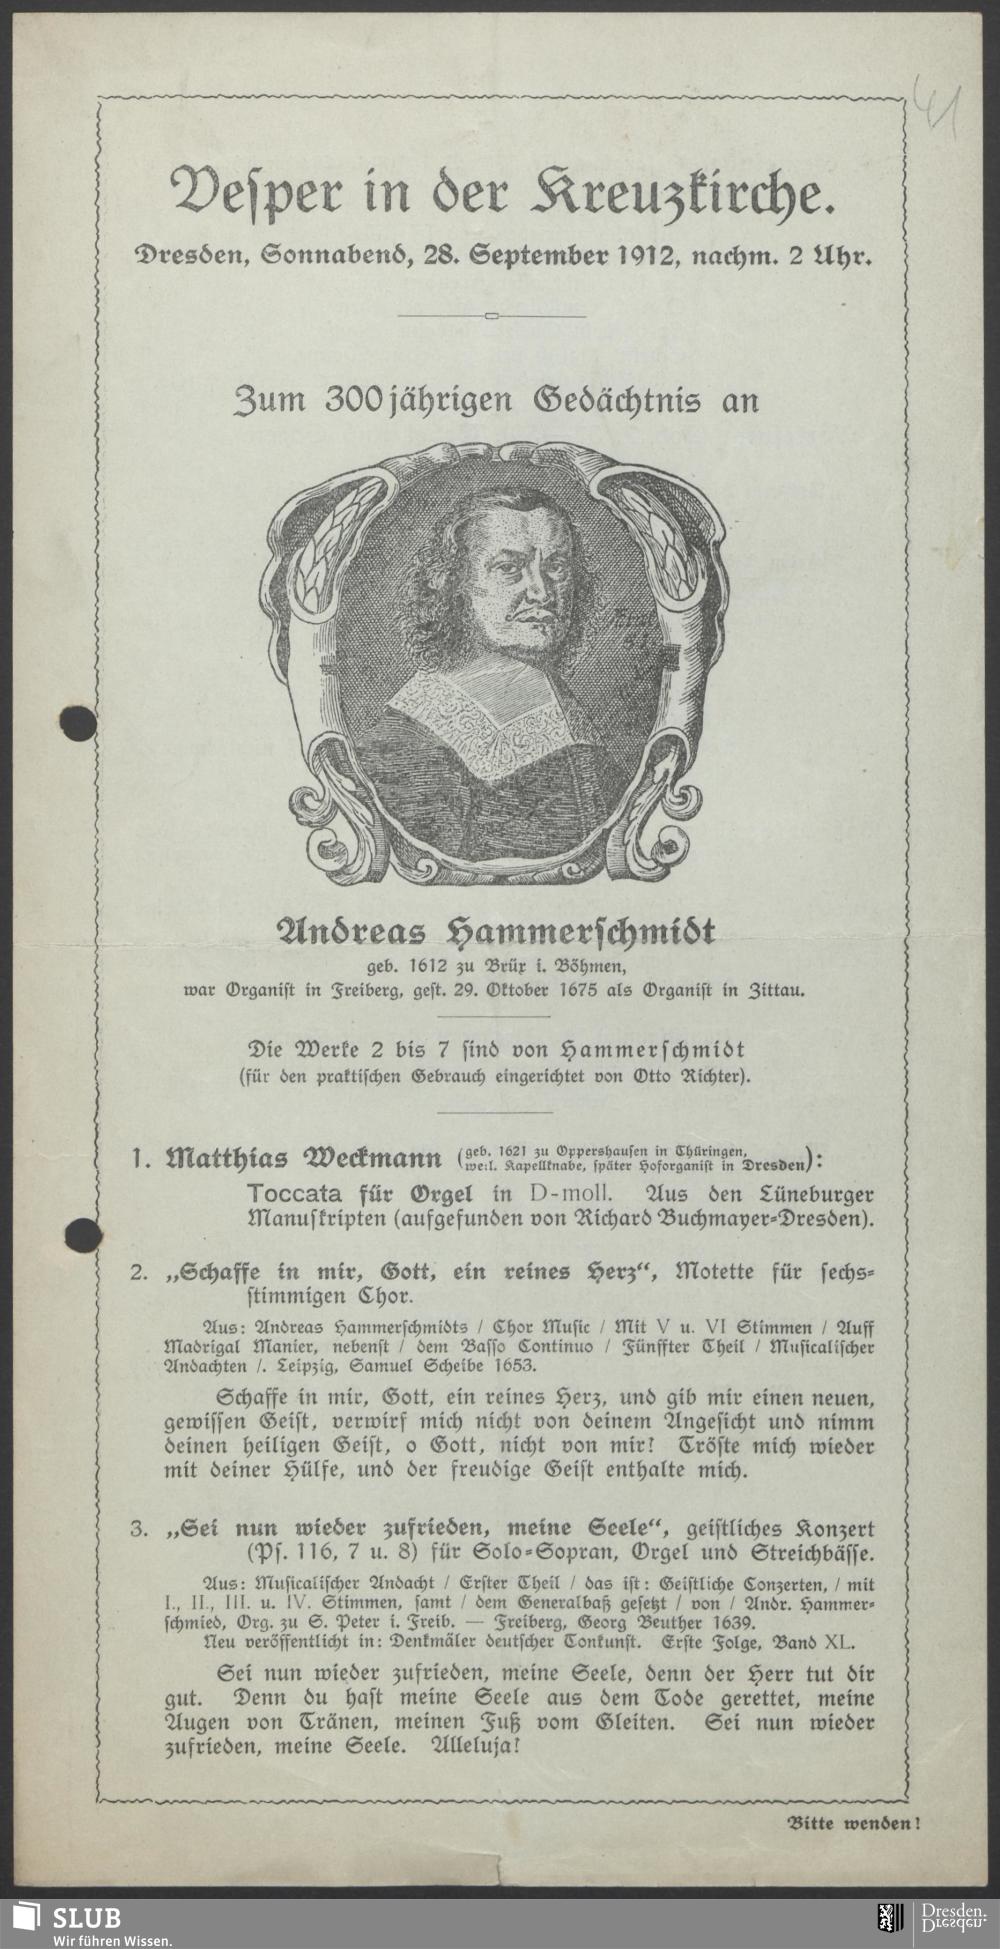 41
Vesper in der Kreuzkirche.
Dresden, Sonnabend, 28. September 1912, nachm. 2 Uhr.
Zum 300jährigen Gedächtnis an
Andreas Hammerschmidt
geb. 1612 zu Brüx i. Böhmen,
war Organist in Freiberg, gest. 29. Oktober 1675 als Organist in Zittau.
Die Werke 2 bis 7 sind von Hammerschmidt
(für den praktischen Gebrauch eingerichtet von Otto Richter).
1. Matthias Weckmann (geb. 1621 zu Oppershausen in Thüringen,
weil. Kapellknabe, später Hoforganist in Dresden):
Toccata für Orgel in D-moll. Aus den Lüneburger
Manuskripten (aufgefunden von Richard Buchmayer-Dresden).
2. „Schaffe in mir, Gott, ein reines Herz“, Motette für sechs-
stimmigen Chor.
Aus: Andreas Hammerschmidts / Chor Music / Mit V u. VI Stimmen / Auff
Madrigal Manier, nebenst / dem Basso Continuo / Fünffter Theil / Musicalischer
Andachten /. Leipzig, Samuel Scheibe 1653.
Schaffe in mir, Gott, ein reines Herz, und gib mir einen neuen,
gewissen Geist, verwirf mich nicht von deinem Angesicht und nimm
deinen heiligen Geist, o Gott, nicht von mir! Tröste mich wieder
mit deiner Hülfe, und der freudige Geist enthalte mich.
3. „Sei nun wieder zufrieden, meine Seele“, geistliches Konzert
(Ps. 116, 7 u. 8) für Solo-Sopran, Orgel und Streichbässe.
Aus: Musicalischer Andacht / Erster Theil / das ist: Geistliche Conzerten, / mit
I., II., III. u. IV. Stimmen, samt / dem Generalbaß gesetzt / von / Andr. Hammer-
schmied, Org. zu S. Peter i. Freib. — Freiberg, Georg Beuther 1639.
Neu veröffentlicht in: Denkmäler deutscher Tonkunst. Erste Folge, Band XL.
Sei nun wieder zufrieden, meine Seele, denn der Herr tut dir
gut. Denn du hast meine Seele aus dem Tode gerettet, meine
Augen von Tränen, meinen Fuß vom Gleiten. Sei nun wieder
zufrieden, meine Seele. Alleluja!
Bitte wenden!
SLUB
Wir führen Wissen.
Dresden.